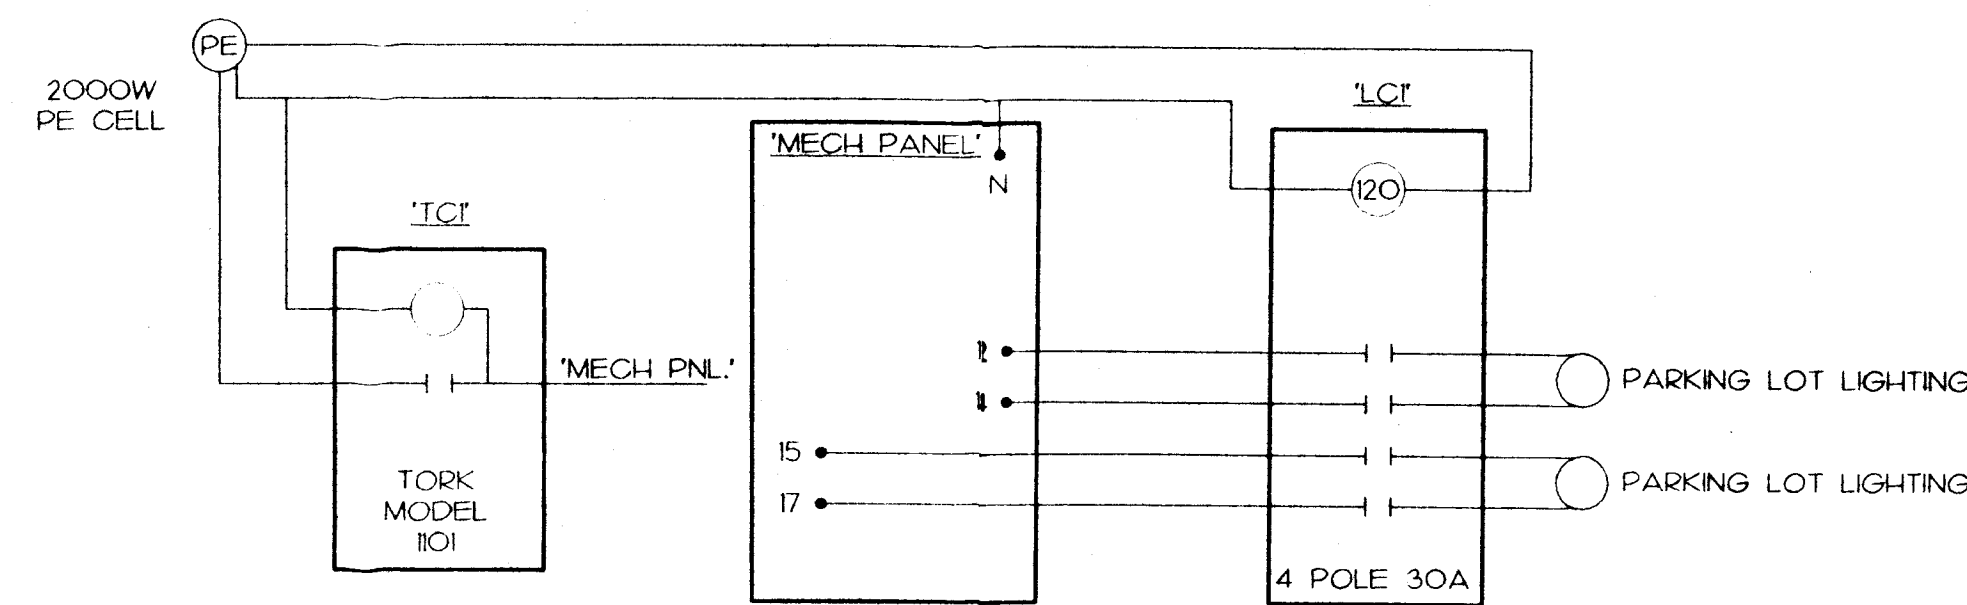 PE
2000W
PE CELL
'TC1'
TORK
MODEL
1101
'MECH PNL.'
'MECH PANEL'
N
15
17
'LC1'
120
4 POLE 30A
PARKING LOT LIGHTING
PARKING LOT LIGHTING